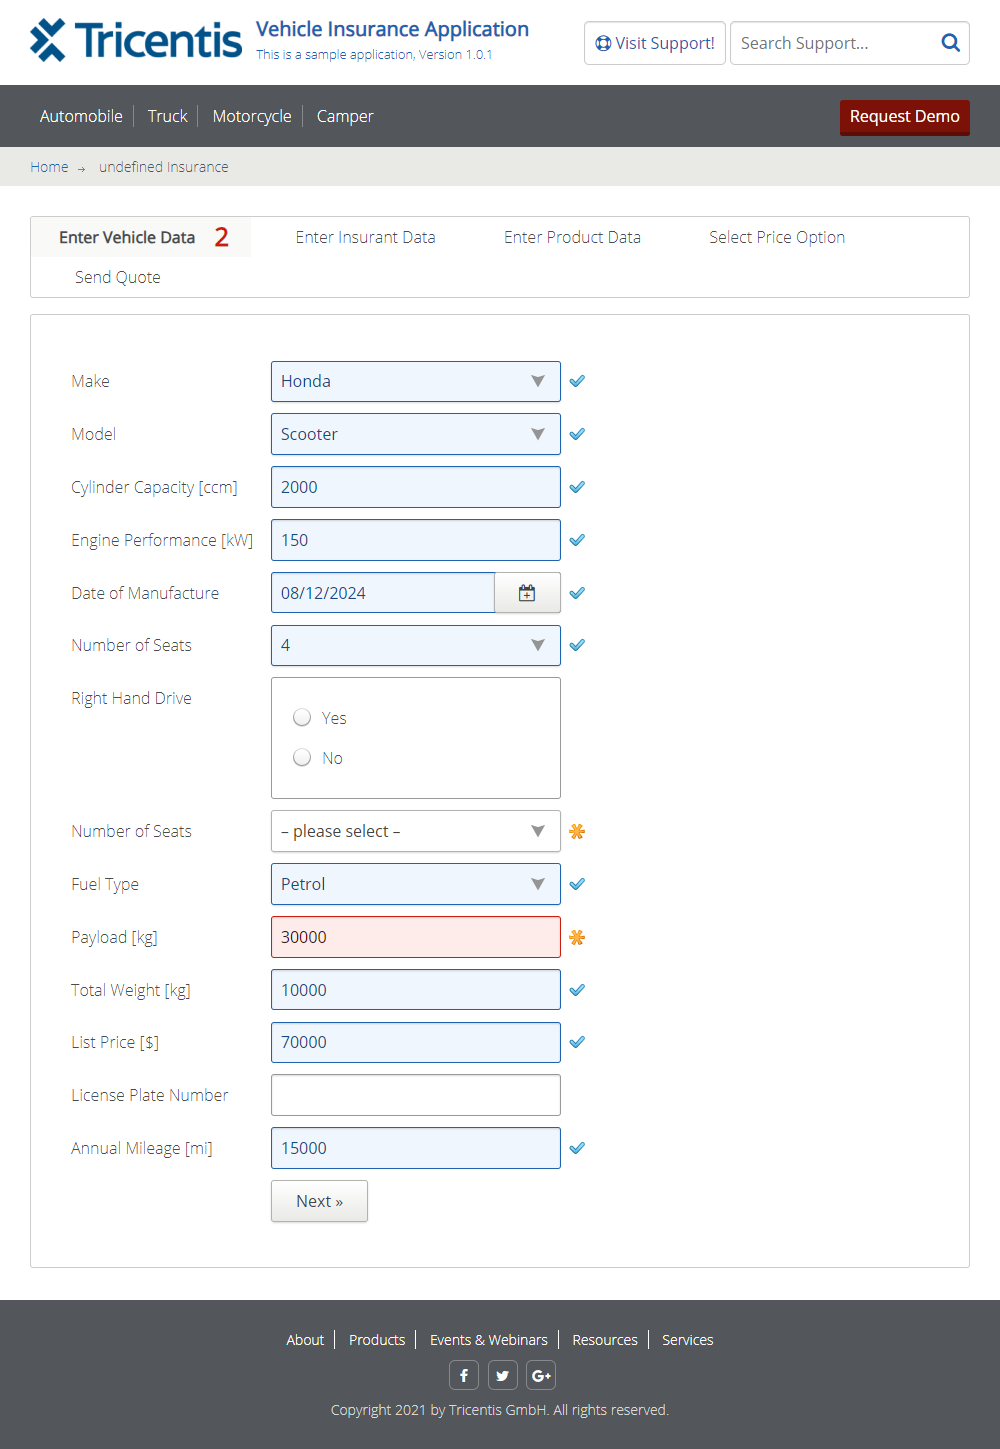 Tricentis
Vehicle Insurance Application
This is a sample application, Version 1.0.1
Visit Support!
Search Support...
Automobile
Truck
Motorcycle
Camper
Request Demo
Home → undefined Insurance
Enter Vehicle Data 2
Enter Insurant Data
Enter Product Data
Select Price Option
Send Quote
Make
Honda
Model
Scooter
Cylinder Capacity [ccm]
2000
Engine Performance [kW]
150
Date of Manufacture
08/12/2024
Number of Seats
4
Right Hand Drive
Yes
No
Number of Seats
– please select –
Fuel Type
Petrol
Payload [kg]
30000
Total Weight [kg]
10000
List Price [$]
70000
License Plate Number
Annual Mileage [mi]
15000
Next »
About
Products
Events & Webinars
Resources
Services
Copyright 2021 by Tricentis GmbH. All rights reserved.